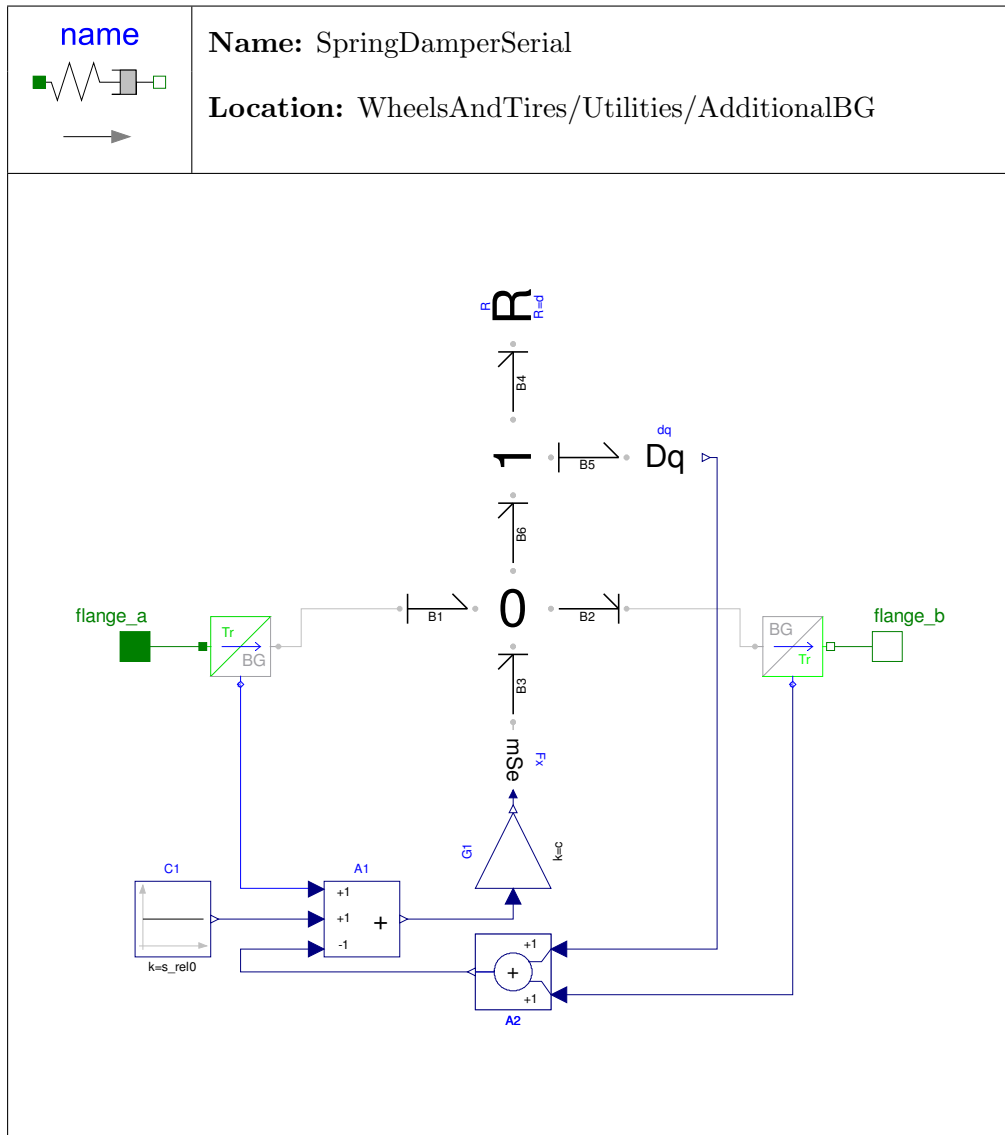 name
Name: SpringDamperSerial
Location: WheelsAndTires/Utilities/AdditionalBG
R
R
R=d
B4
1
B5
dq
Dq
B6
flange_a
Tr
BG
B1
0
B2
BG
Tr
flange_b
B3
mSe
Fx
G1
k=c
C1
k=s_rel0
A1
+1
+1
-1
+
+1
+
+1
A2